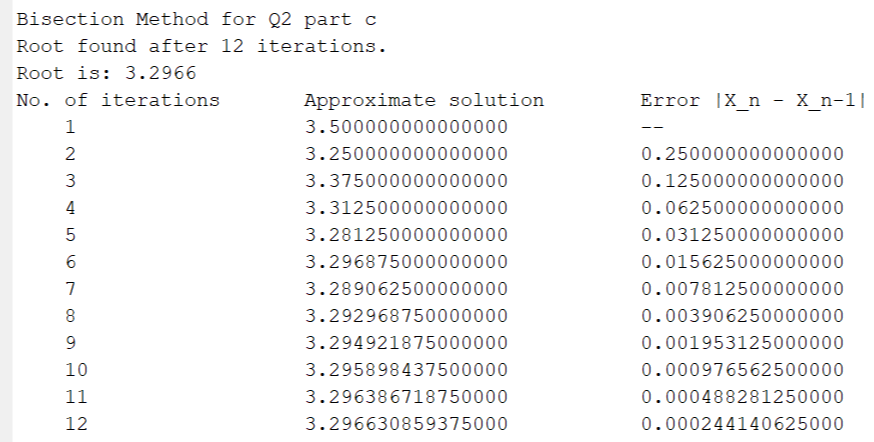 Bisection Method for Q2 part c
Root found after 12 iterations.
Root is: 3.2966
No. of iterations Approximate solution Error |X_n - X_n-1|
1 3.500000000000000 --
2 3.250000000000000 0.250000000000000
3 3.375000000000000 0.125000000000000
4 3.312500000000000 0.062500000000000
5 3.281250000000000 0.031250000000000
6 3.296875000000000 0.015625000000000
7 3.289062500000000 0.007812500000000
8 3.292968750000000 0.003906250000000
9 3.294921875000000 0.001953125000000
10 3.295898437500000 0.000976562500000
11 3.296386718750000 0.000488281250000
12 3.296630859375000 0.000244140625000